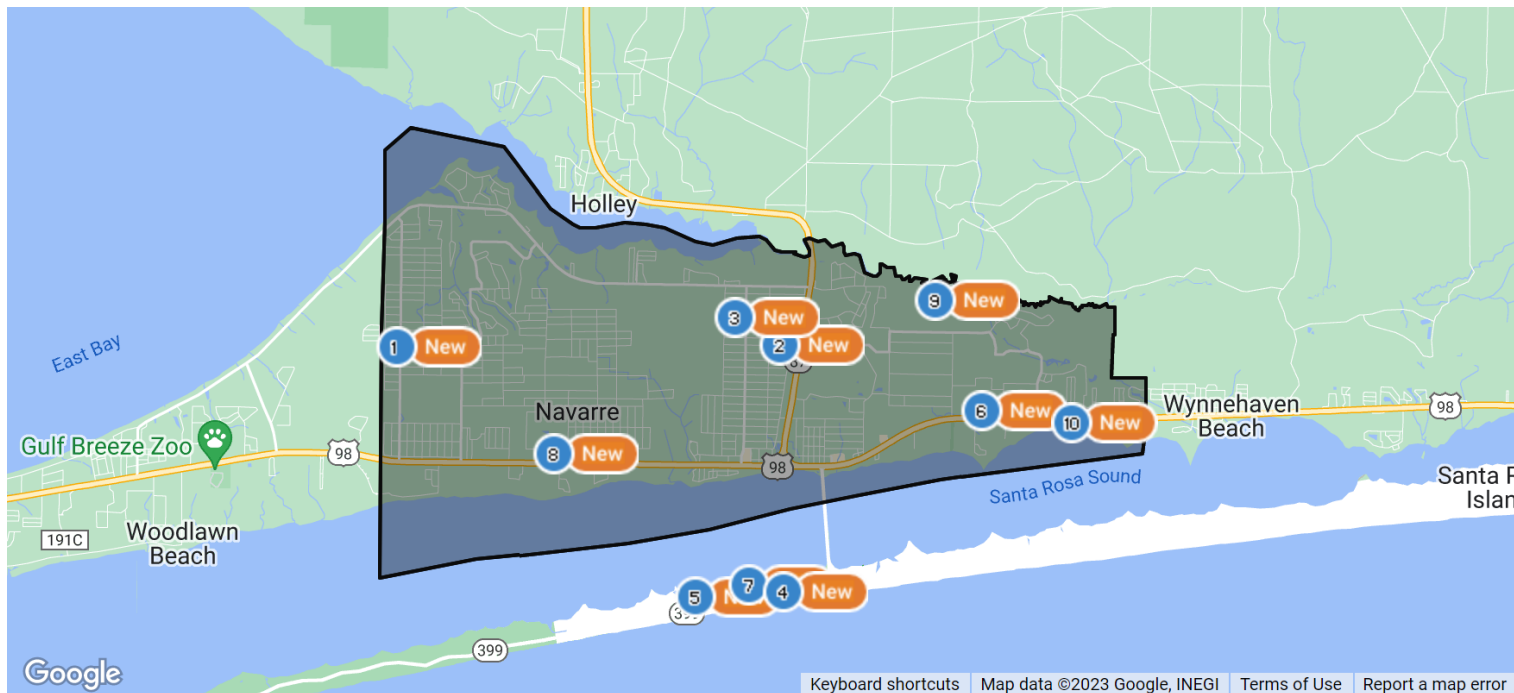 Holley
9 New
3 New
2 New
87
1 New
East Bay
6 New
10 New
Wynnehaven
Beach
98
Navarre
8 New
Gulf Breeze Zoo
98
98
Santa Rosa Sound
Woodlawn
Beach
191C
5
7
4 New
399
399
Google
Keyboard shortcuts
Map data ©2023 Google, INEGI
Terms of Use
Report a map error